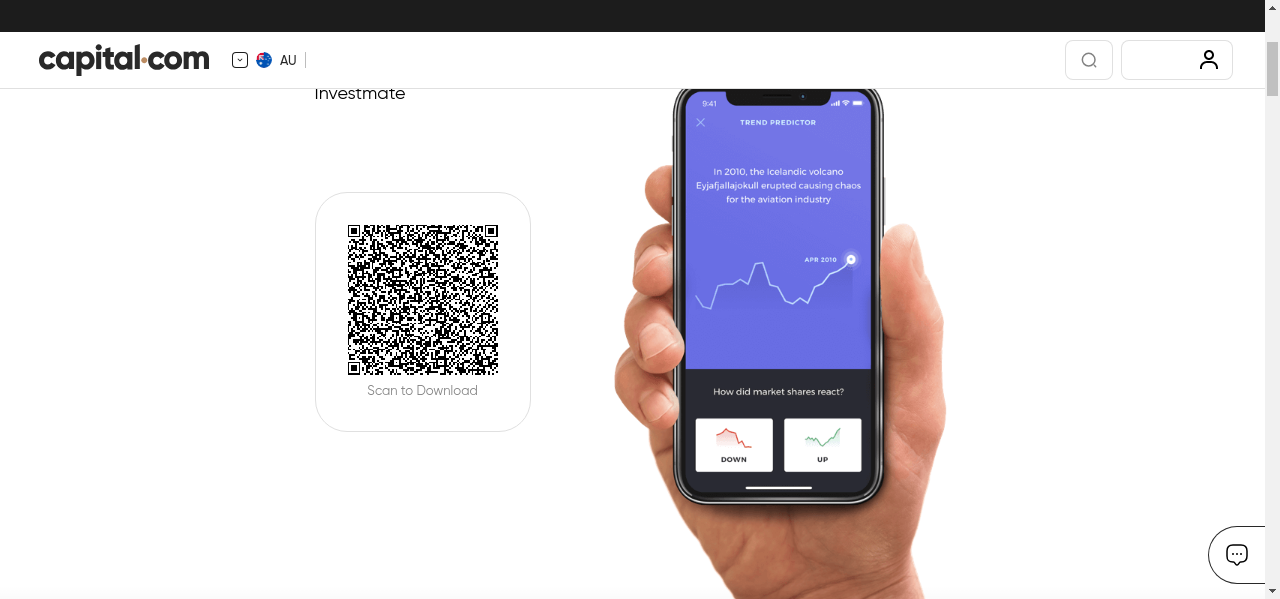 capital.com
AU
Investmate
Scan to Download
9:41
TREND PREDICTOR
In 2010, the Icelandic volcano
Eyjafjallajokull erupted causing chaos
for the aviation industry
APR 2010
How did market shares react?
DOWN
UP